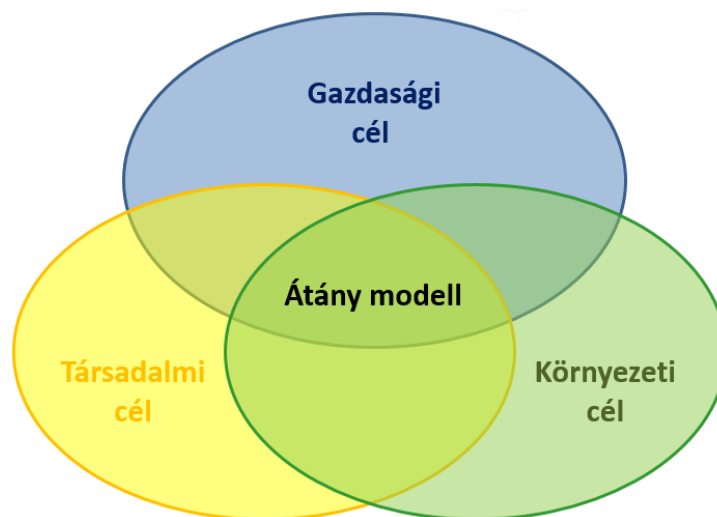 Gazdasági
cél
Átány modell
Társadalmi
cél
Környezeti
cél